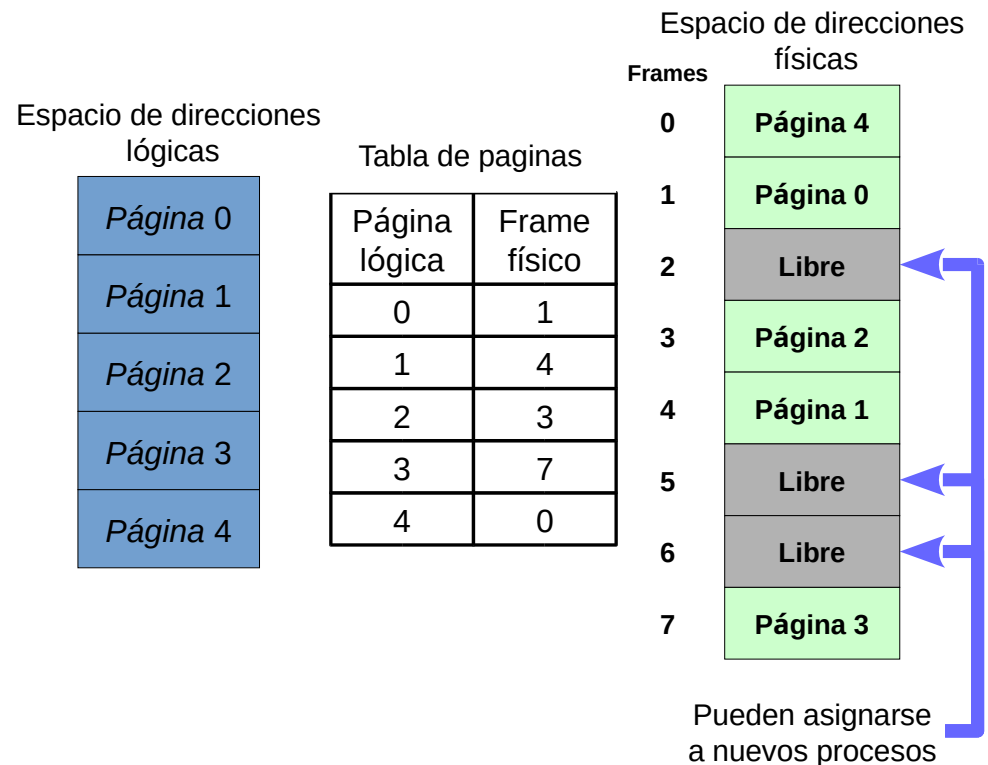 Espacio de direcciones
físicas
Frames
Espacio de direcciones
lógicas
Tabla de paginas
Página 0
Página 1
Página 2
Página 3
Página 4
Página
lógica
Frame
físico
0 1
1 4
2 3
3 7
4 0
0 Página 4
1 Página 0
2 Libre
3 Página 2
4 Página 1
5 Libre
6 Libre
7 Página 3
Pueden asignarse
a nuevos procesos